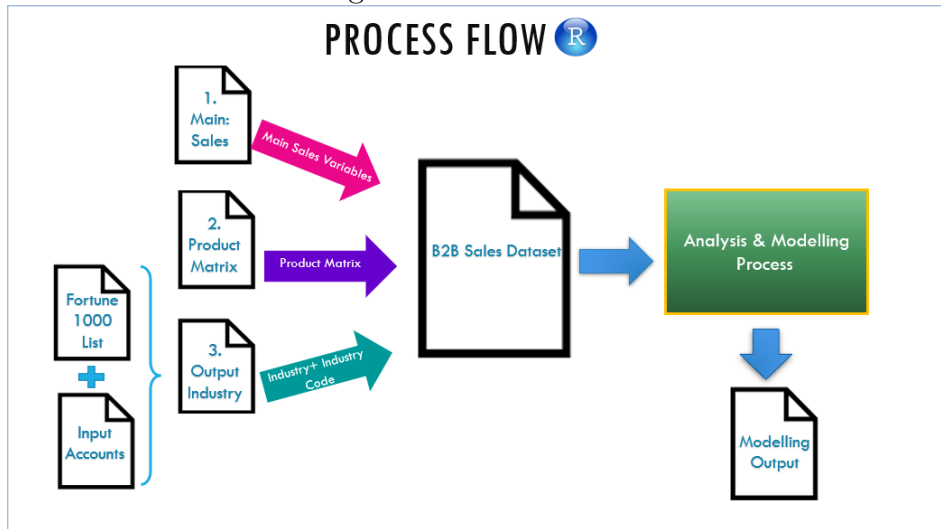 PROCESS FLOW R
1.
Main:
Sales
Main Sales Variables
2.
Product
Matrix
Product Matrix
Fortune
1000
List
Input
Accounts
3.
Output
Industry
Industry+ Industry
Code
B2B Sales Dataset
Analysis & Modelling
Process
Modelling
Output